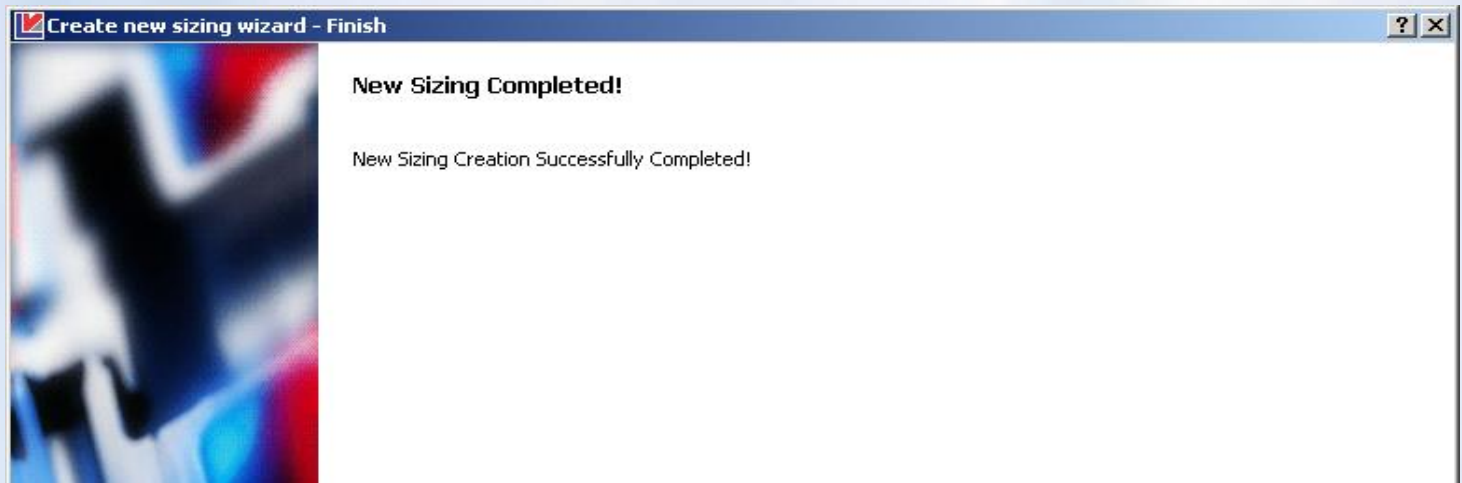 Create new sizing wizard - Finish
New Sizing Completed!
New Sizing Creation Successfully Completed!